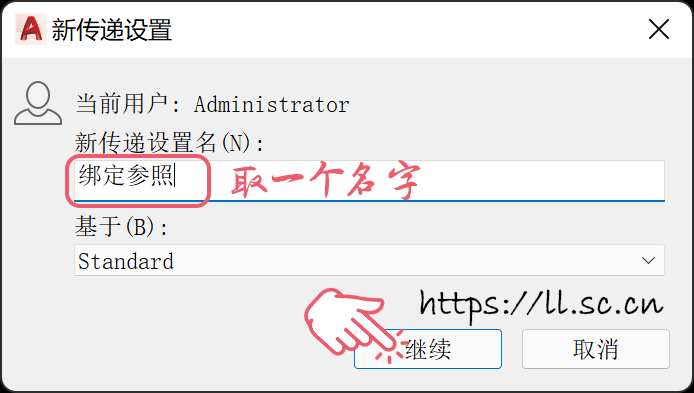 新传递设置
当前用户: Administrator
新传递设置名(N):
绑定参照 取一个名字
基于(B):
Standard
https://ll.sc.cn
继续 取消